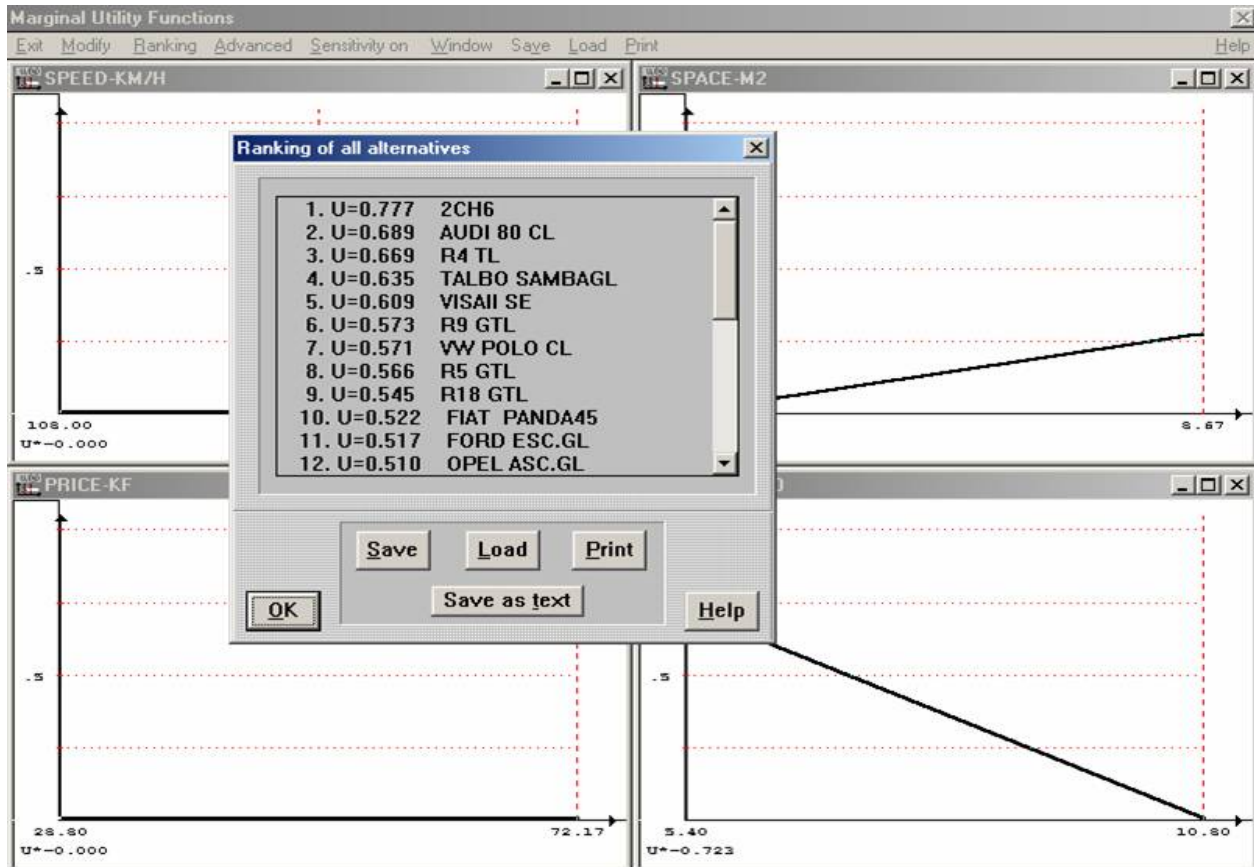 Marginal Utility Functions
Exit Modify Ranking Advanced Sensitivity on Window Save Load Print Help
SPEED-KM/H
SPACE-M2
.5
108.00
U*-0.000
8.67
Ranking of all alternatives
1. U=0.777 2CH6
2. U=0.689 AUDI 80 CL
3. U=0.669 R4 TL
4. U=0.635 TALBO SAMBAGL
5. U=0.609 VISAII SE
6. U=0.573 R9 GTL
7. U=0.571 VW POLO CL
8. U=0.566 R5 GTL
9. U=0.545 R18 GTL
10. U=0.522 FIAT PANDA45
11. U=0.517 FORD ESC.GL
12. U=0.510 OPEL ASC.GL
Save Load Print
Save as text
OK
Help
PRICE-KF
.5
28.80
72.17
U*-0.000
.5
5.40
10.80
U*-0.723